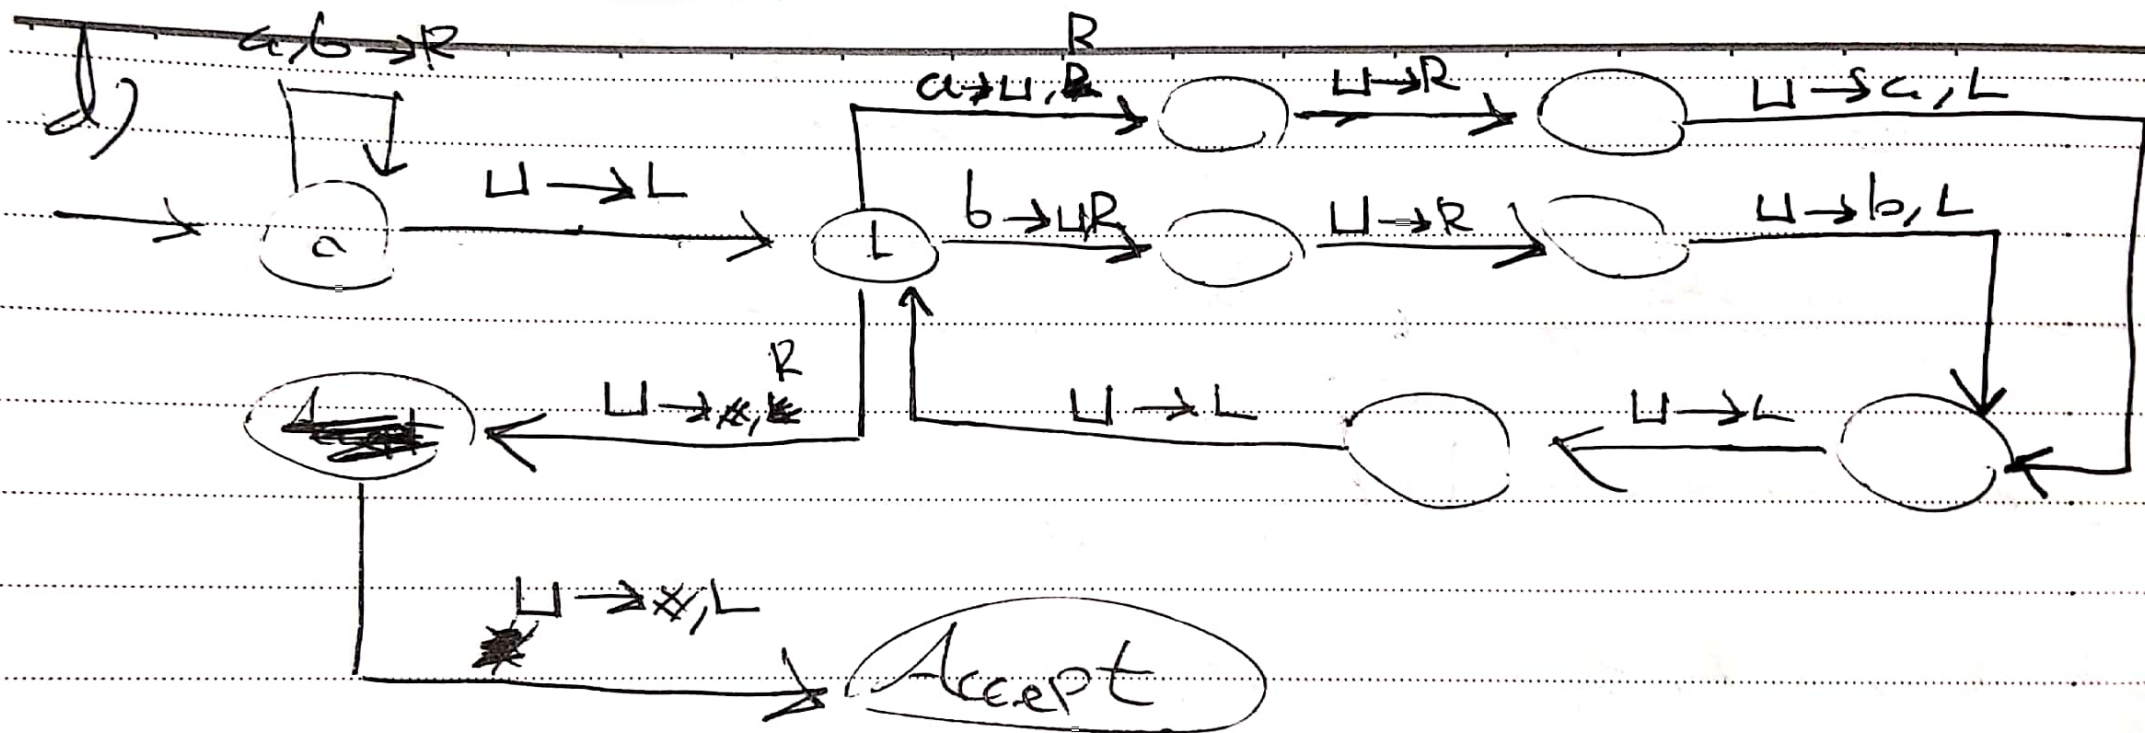 d)
a,b → R
R
a→⊔,
⊔→R
⊔→a, L
⊔ → L
b→⊔R
⊔→R
⊔→b, L
a
L
R
⊔ →
⊔ → L
⊔ → L
⊔ → ⨳, L
Accept